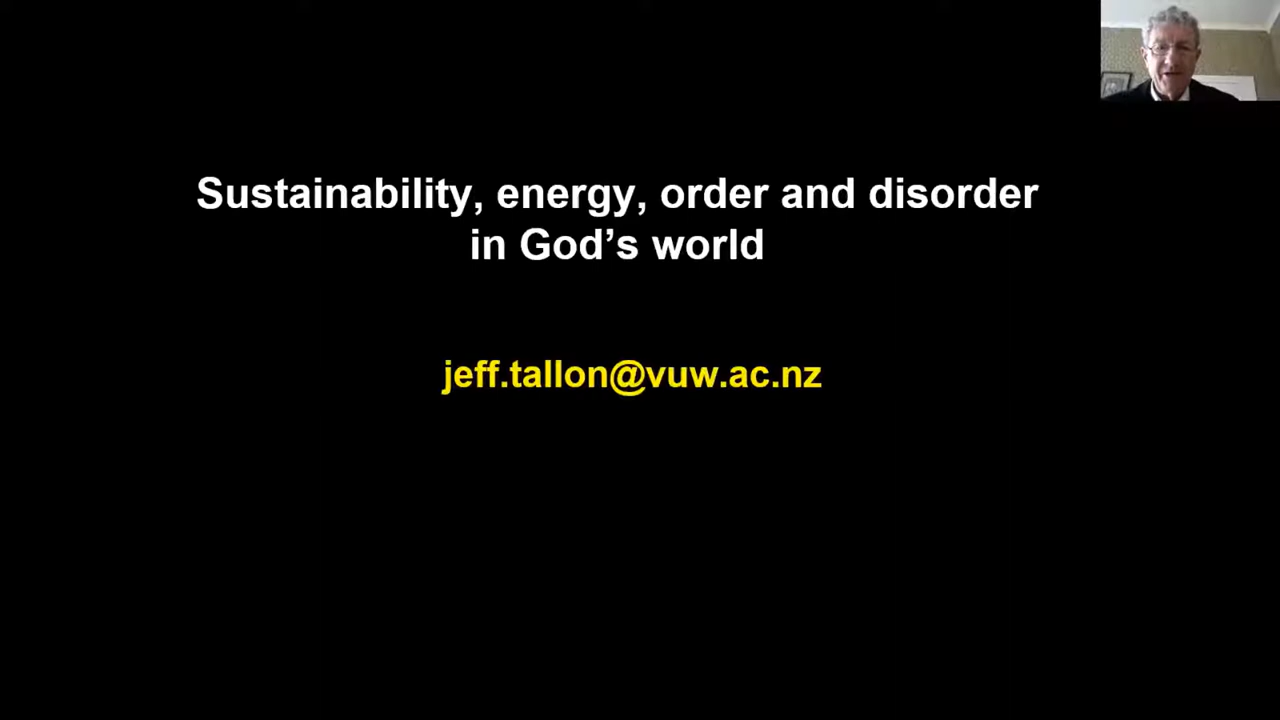 Sustainability, energy, order and disorder
in God’s world
jeff.tallon@vuw.ac.nz